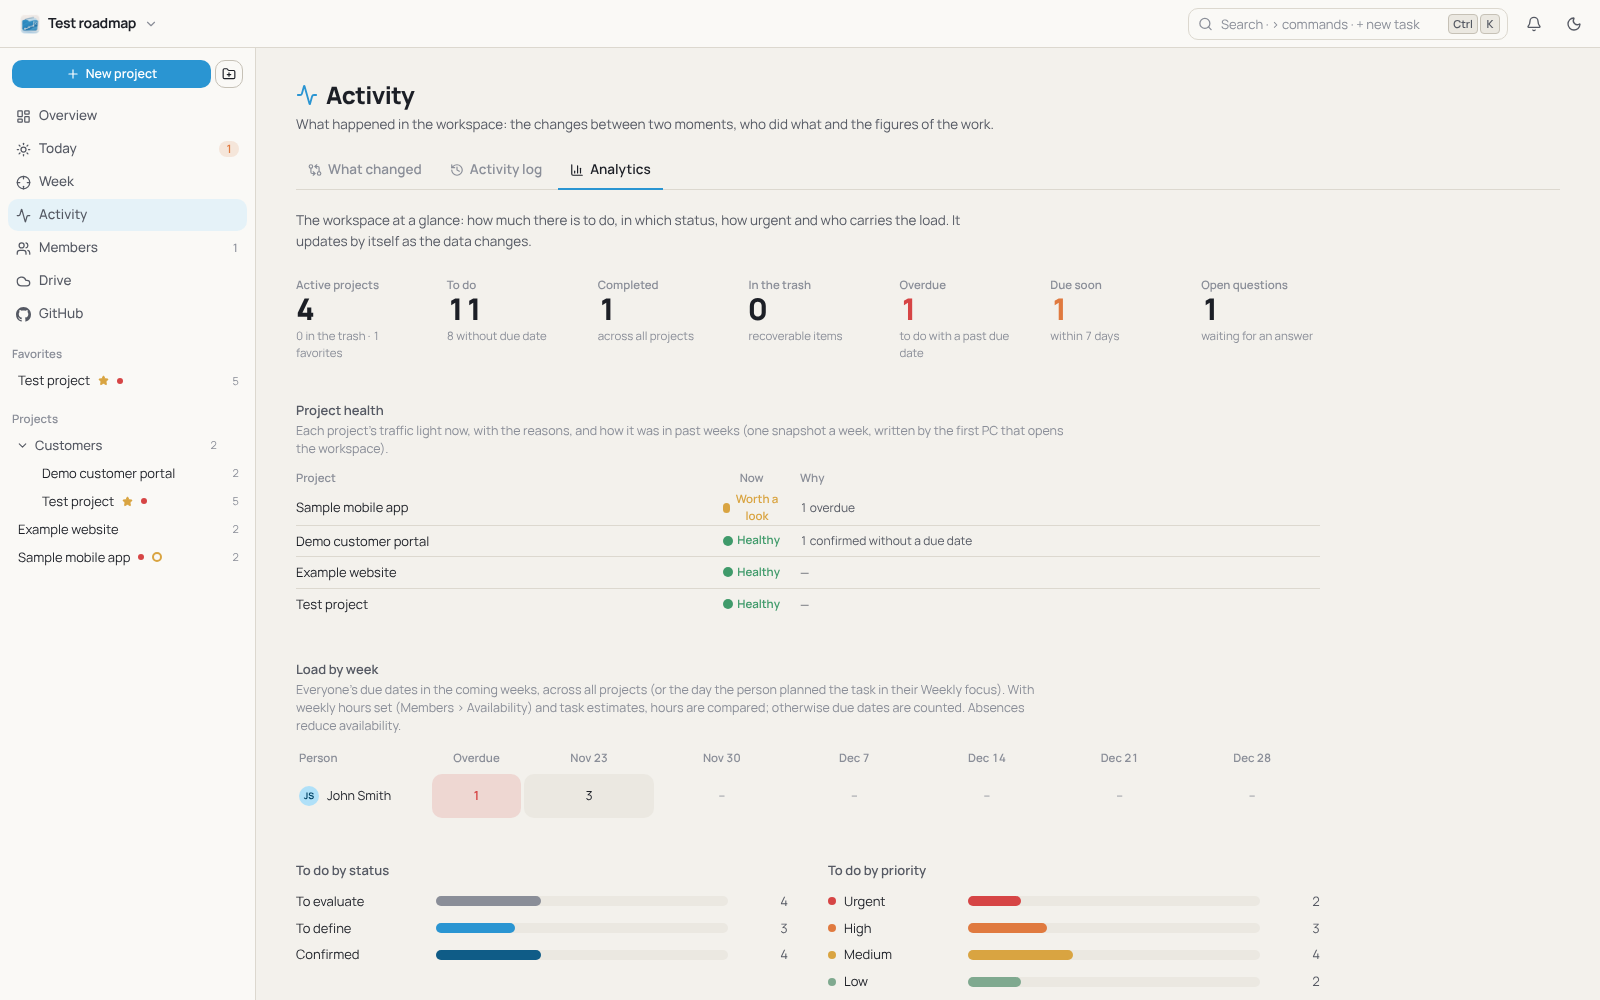 Test roadmap
Search · > commands · + new task
Ctrl K
New project
Overview
Today 1
Week
Activity
Members 1
Drive
GitHub
Favorites
Test project 5
Projects
Customers 2
Demo customer portal 2
Test project 5
Example website 2
Sample mobile app 2
Activity
What happened in the workspace: the changes between two moments, who did what and the figures of the work.
What changed Activity log Analytics
The workspace at a glance: how much there is to do, in which status, how urgent and who carries the load. It
updates by itself as the data changes.
Active projects
4
0 in the trash · 1
favorites
To do
11
8 without due date
Completed
1
across all projects
In the trash
0
recoverable items
Overdue
1
to do with a past due
date
Due soon
1
within 7 days
Open questions
1
waiting for an answer
Project health
Each project's traffic light now, with the reasons, and how it was in past weeks (one snapshot a week, written by the first PC that opens
the workspace).
Project Now Why
Sample mobile app Worth a look 1 overdue
Demo customer portal Healthy 1 confirmed without a due date
Example website Healthy –
Test project Healthy –
Load by week
Everyone's due dates in the coming weeks, across all projects (or the day the person planned the task in their Weekly focus). With
weekly hours set (Members > Availability) and task estimates, hours are compared; otherwise due dates are counted. Absences
reduce availability.
Person Overdue Nov 23 Nov 30 Dec 7 Dec 14 Dec 21 Dec 28
JS John Smith 1 3 – – – – –
To do by status
To evaluate 4
To define 3
Confirmed 4
To do by priority
Urgent 2
High 3
Medium 4
Low 2